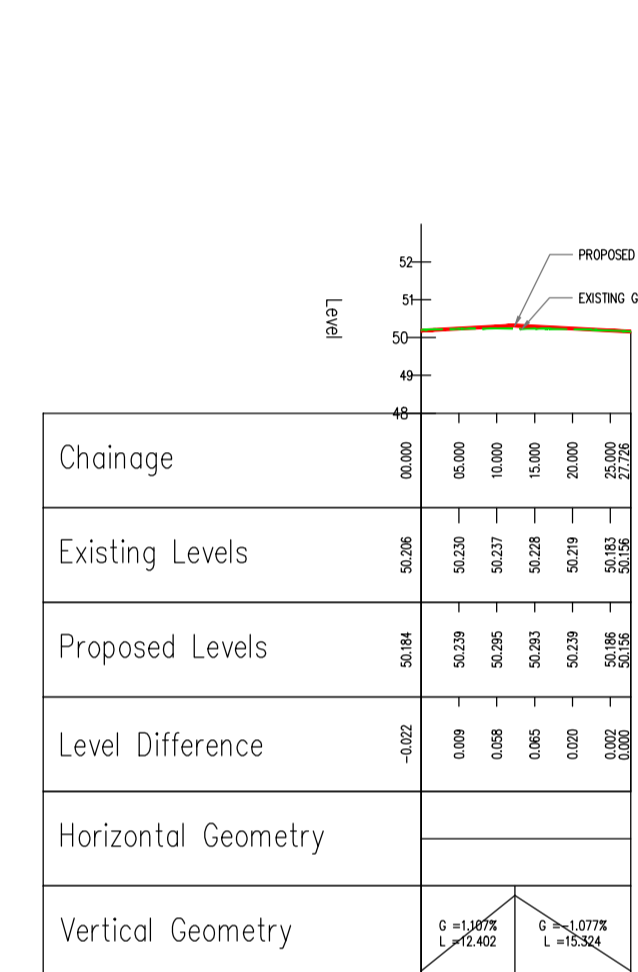 PROPOSED
EXISTING G
Level
52
51
50
49
48
Chainage 00.000 05.000 10.000 15.000 20.000 25.000 27.726
Existing Levels 50.206 50.230 50.237 50.228 50.219 50.183 50.156
Proposed Levels 50.184 50.239 50.295 50.293 50.239 50.186 50.156
Level Difference -0.022 0.009 0.058 0.065 0.020 0.002 0.000
Horizontal Geometry
Vertical Geometry
G =1.107%
L =12.402
G =-1.077%
L =15.324